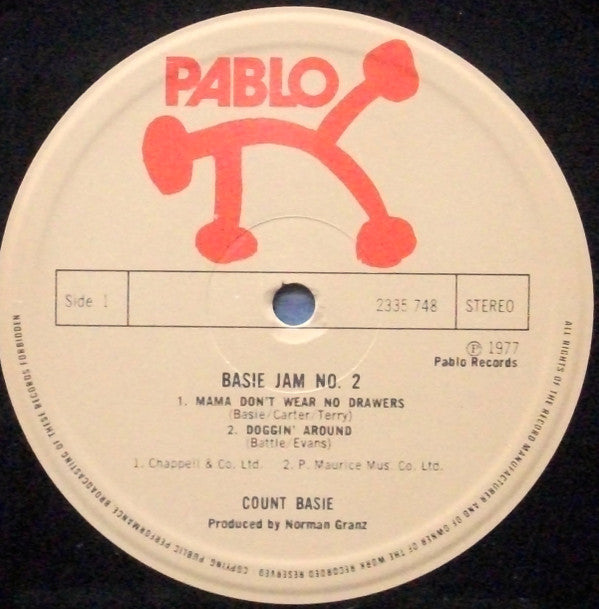 PABLO
Side 1
2335 748
STEREO
Ⓟ 1977
Pablo Records
BASIE JAM NO. 2
1. MAMA DON'T WEAR NO DRAWERS
(Basie/Carter/Terry)
2. DOGGIN' AROUND
(Battle/Evans)
1. Chappell & Co. Ltd. 2. P. Maurice Mus. Co. Ltd.
COUNT BASIE
Produced by Norman Granz
ALL RIGHTS OF THE RECORD MANUFACTURER AND OF OWNER OF THE WORK RECORDED RESERVED COPYING PUBLIC PERFORMANCE BROADCASTING OF THESE RECORDS FORBIDDEN